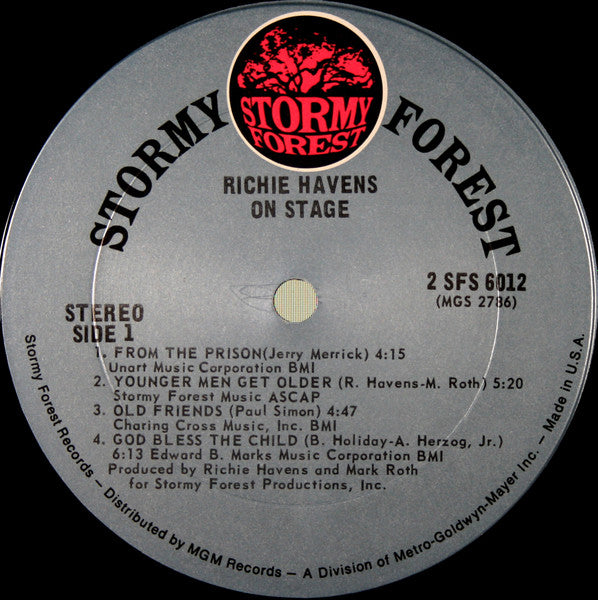 STORMY FOREST
STORMY
FOREST
RICHIE HAVENS
ON STAGE
2 SFS 6012
(MGS 2786)
STEREO
SIDE 1
1. FROM THE PRISON(Jerry Merrick) 4:15
Unart Music Corporation BMI
2. YOUNGER MEN GET OLDER (R. Havens-M. Roth) 5:20
Stormy Forest Music ASCAP
3. OLD FRIENDS (Paul Simon) 4:47
Charing Cross Music, Inc. BMI
4. GOD BLESS THE CHILD (B. Holiday-A. Herzog, Jr.)
6:13 Edward B. Marks Music Corporation BMI
Produced by Richie Havens and Mark Roth
for Stormy Forest Productions, Inc.
Stormy Forest Records – Distributed by MGM Records – A Division of Metro-Goldwyn-Mayer Inc. – Made in U.S.A.